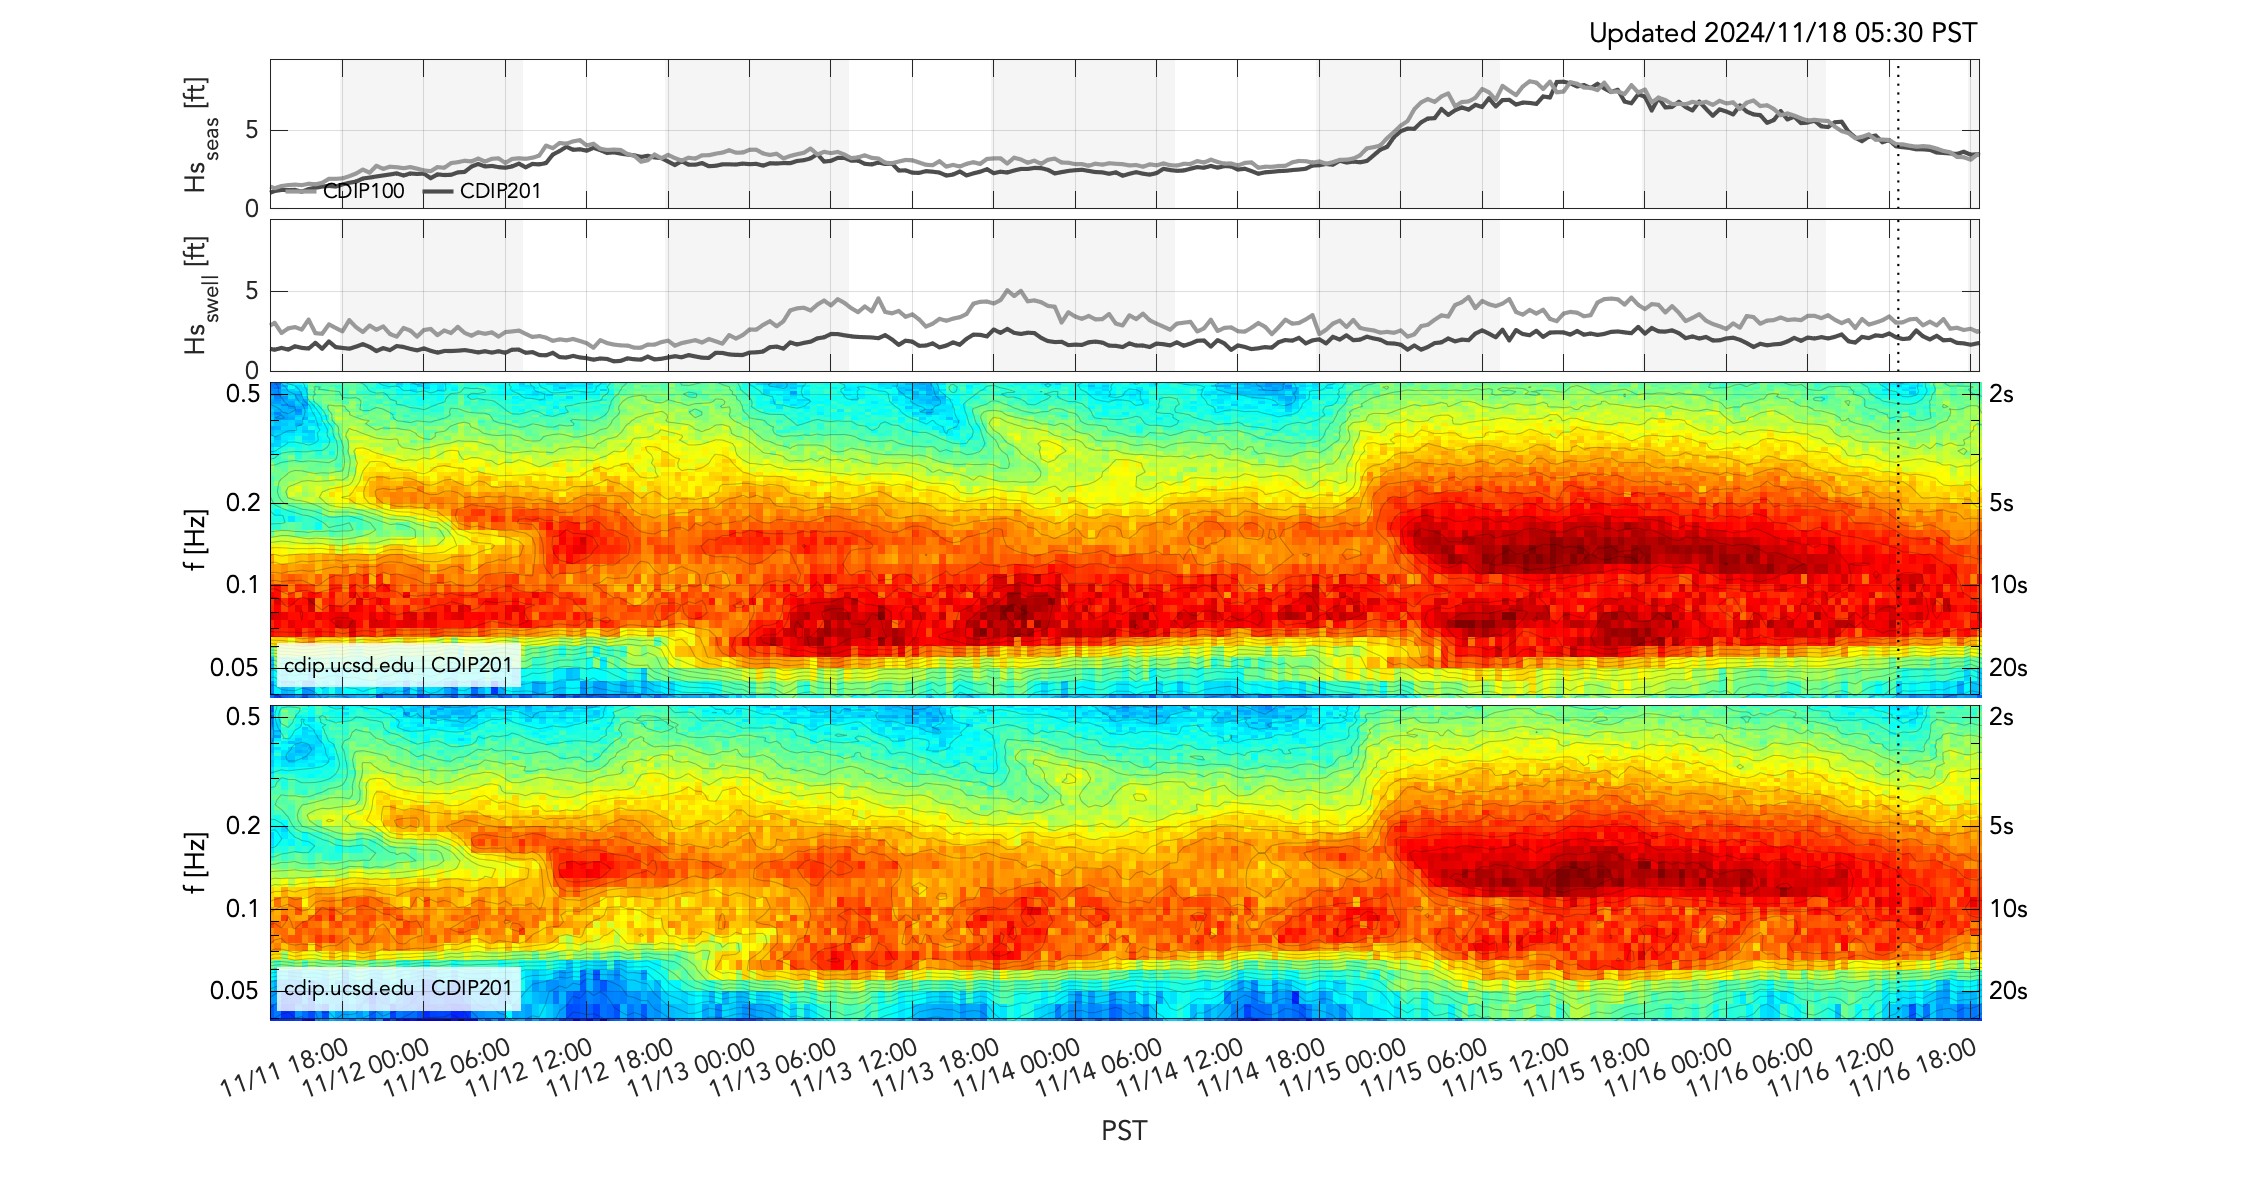 Updated 2024/11/18 05:30 PST
Hs seas [ft]
5
0
CDIP100 CDIP201
Hs swell [ft]
5
0
f [Hz]
0.5
0.2
0.1
0.05
2s
5s
10s
20s
cdip.ucsd.edu | CDIP201
f [Hz]
0.5
0.2
0.1
0.05
2s
5s
10s
20s
cdip.ucsd.edu | CDIP201
11/11 18:00
11/12 00:00
11/12 06:00
11/12 12:00
11/12 18:00
11/13 00:00
11/13 06:00
11/13 12:00
11/13 18:00
11/14 00:00
11/14 06:00
11/14 12:00
11/14 18:00
11/15 00:00
11/15 06:00
11/15 12:00
11/15 18:00
11/16 00:00
11/16 06:00
11/16 12:00
11/16 18:00
PST